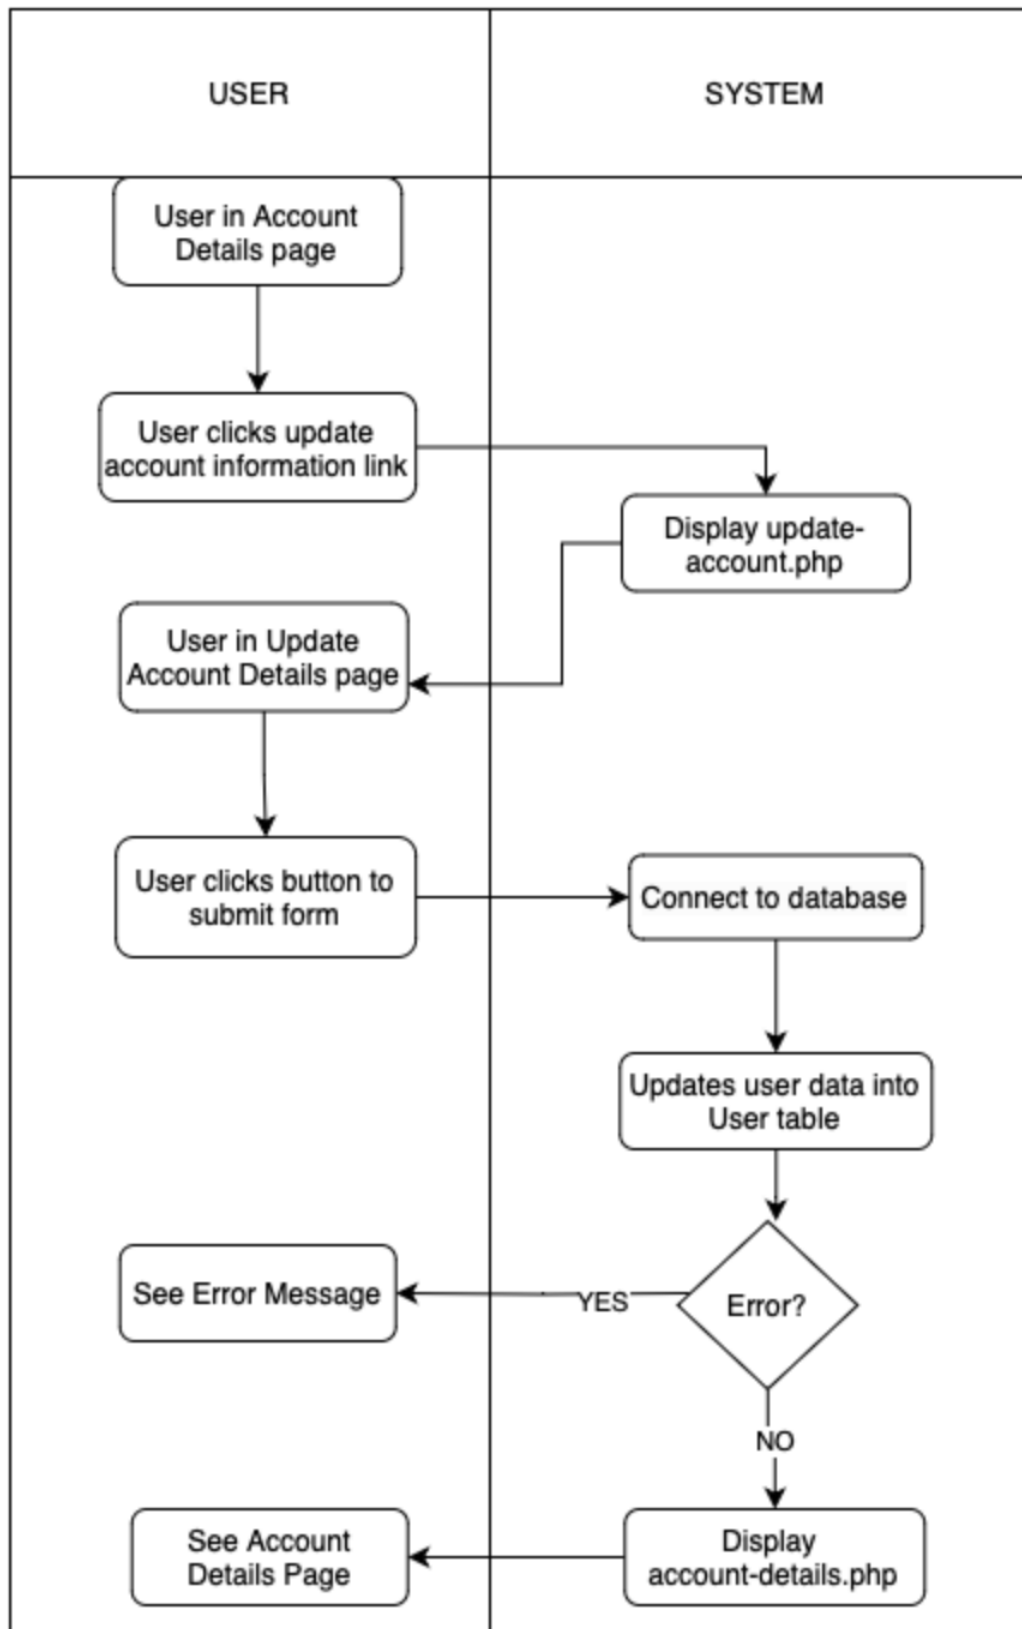 USER
SYSTEM
User in Account
Details page
User clicks update
account information link
Display update-
account.php
User in Update
Account Details page
User clicks button to
submit form
Connect to database
Updates user data into
User table
Error?
YES
See Error Message
NO
Display
account-details.php
See Account
Details Page